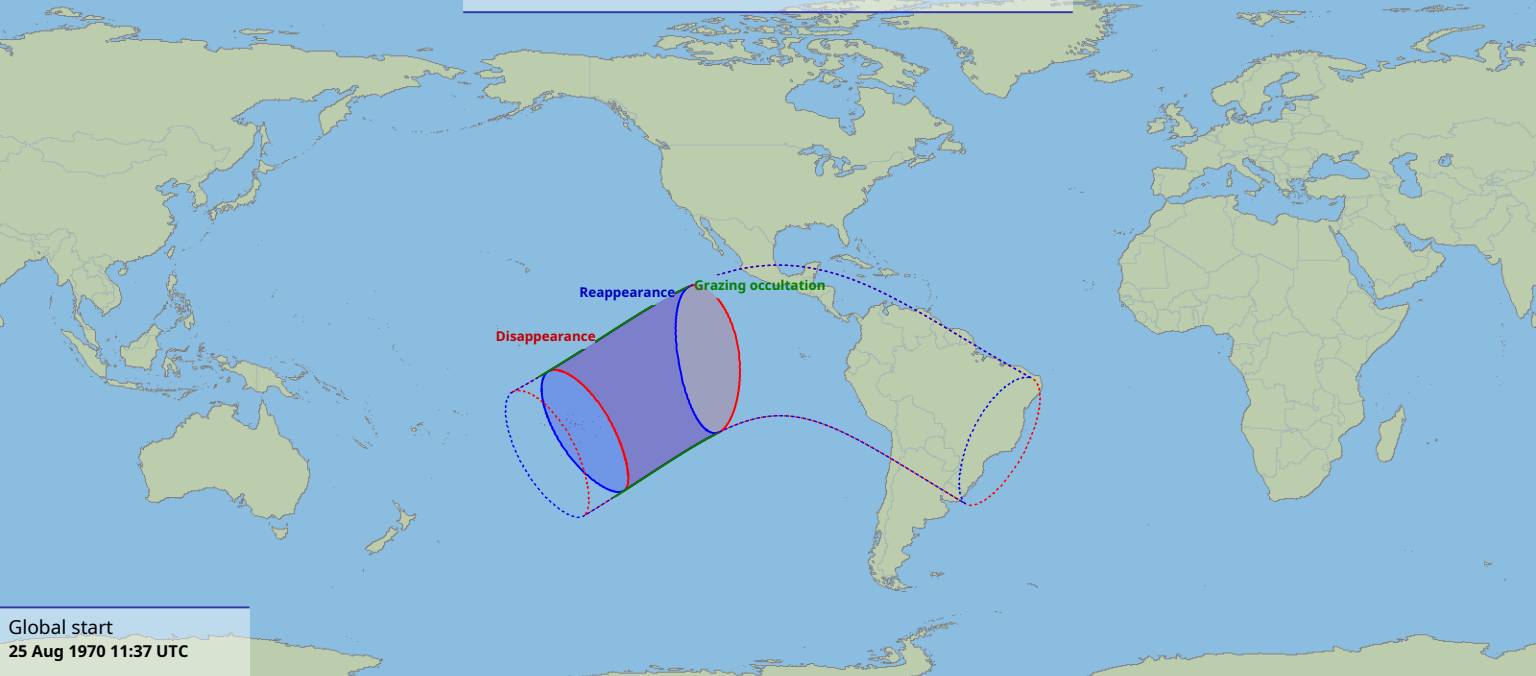 Grazing occultation
Reappearance
Disappearance
Global start
25 Aug 1970 11:37 UTC